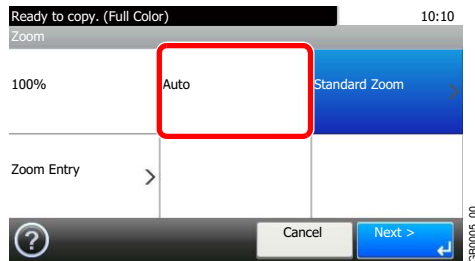 Ready to copy. (Full Color) 10:10
Zoom
100% Auto Standard Zoom >
Zoom Entry >
? Cancel Next >
GB0005_00